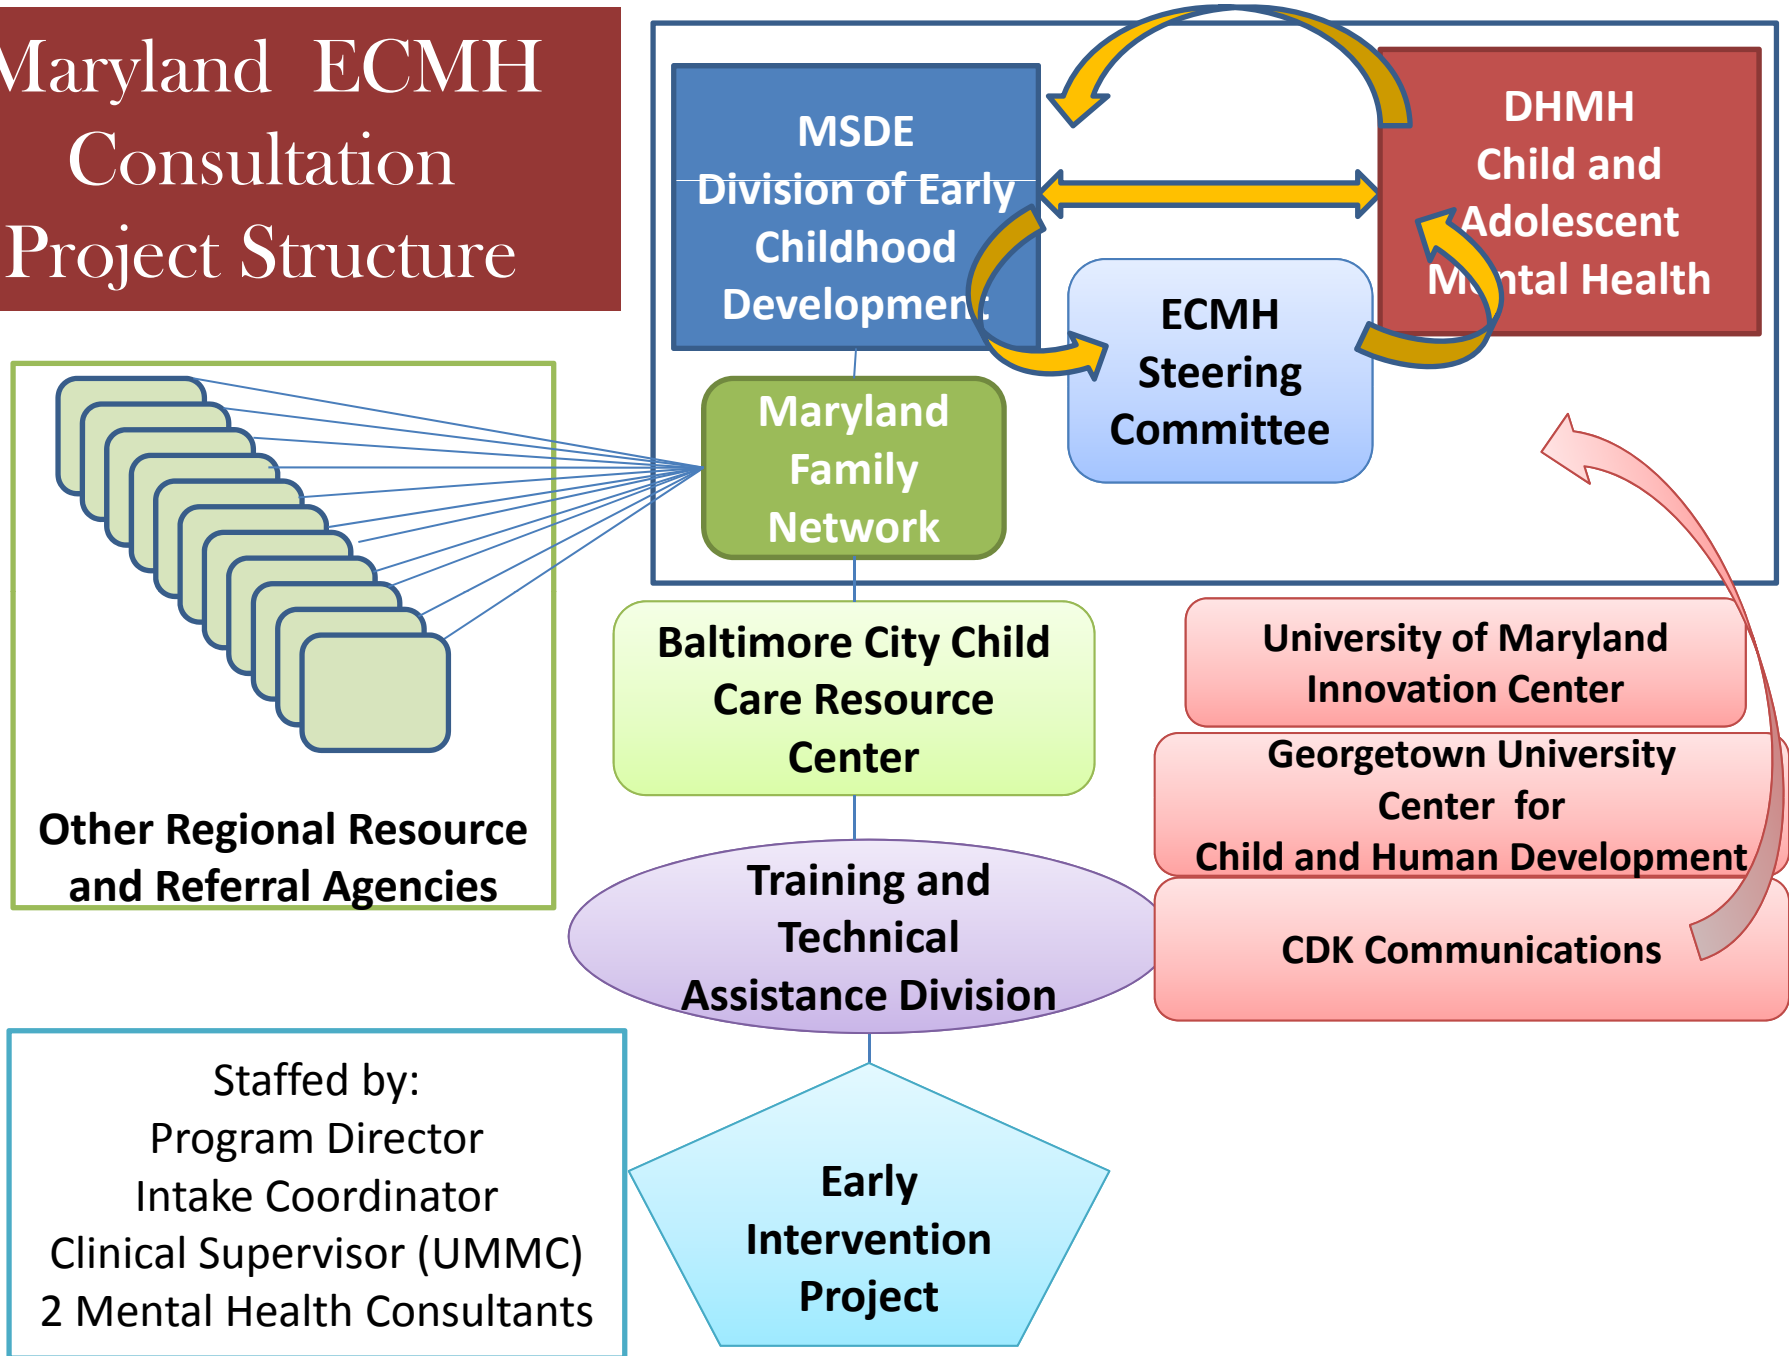 Maryland ECMH
Consultation
Project Structure
MSDE
Division of Early
Childhood
Development
DHMH
Child and
Adolescent
Mental Health
ECMH
Steering
Committee
Maryland
Family
Network
Other Regional Resource
and Referral Agencies
Baltimore City Child
Care Resource
Center
University of Maryland
Innovation Center
Georgetown University
Center for
Child and Human Development
CDK Communications
Training and
Technical
Assistance Division
Staffed by:
Program Director
Intake Coordinator
Clinical Supervisor (UMMC)
2 Mental Health Consultants
Early
Intervention
Project